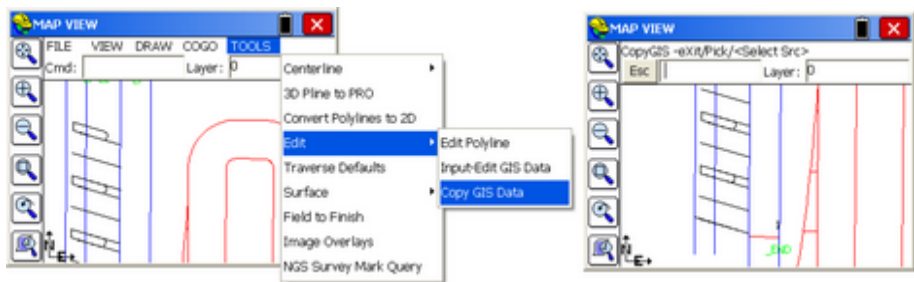 MAP VIEW
FILE VIEW DRAW COGO TOOLS
Cmd: Layer: 0
Centerline
3D Pline to PRO
Convert Polylines to 2D
Edit
Traverse Defaults
Surface
Field to Finish
Image Overlays
NGS Survey Mark Query
Edit Polyline
Input-Edit GIS Data
Copy GIS Data
N
E
MAP VIEW
CopyGIS -eXit/Pick/<Select Src>
Esc Layer: 0
_END
N
E